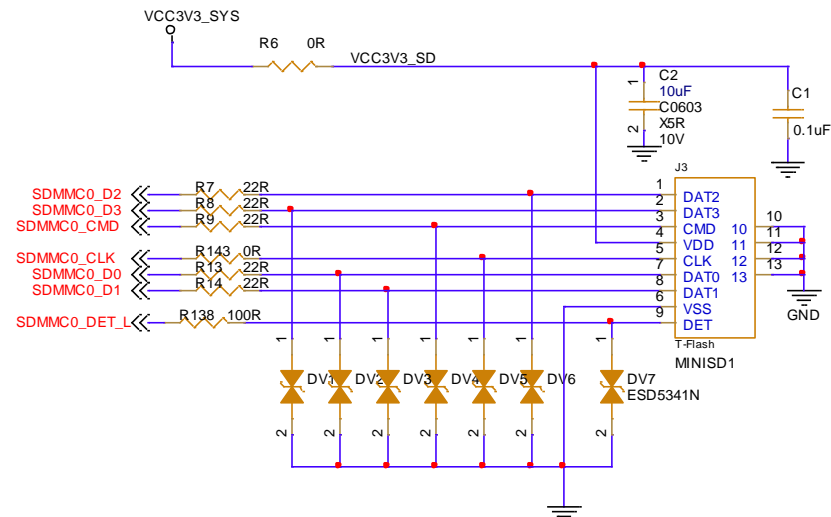 VCC3V3_SYS
R6 0R
VCC3V3_SD
C2
1
10uF
C0603
X5R
2
10V
C1
0.1uF
J3
SDMMC0_D2 R7 22R 1 DAT2
SDMMC0_D3 R8 22R 2 DAT3
SDMMC0_CMD R9 22R 3 CMD 10 10
4 VDD 11 11
SDMMC0_CLK R143 0R 5 CLK 12 12
SDMMC0_D0 R13 22R 7 DAT0 13 13
SDMMC0_D1 R14 22R 8 DAT1
6 VSS
GND
SDMMC0_DET_L R138 100R 9 DET
T-Flash
MINISD1
1 1 1 1 1 1 1
DV1 DV2 DV3 DV4 DV5 DV6 DV7
ESD5341N
2 2 2 2 2 2 2